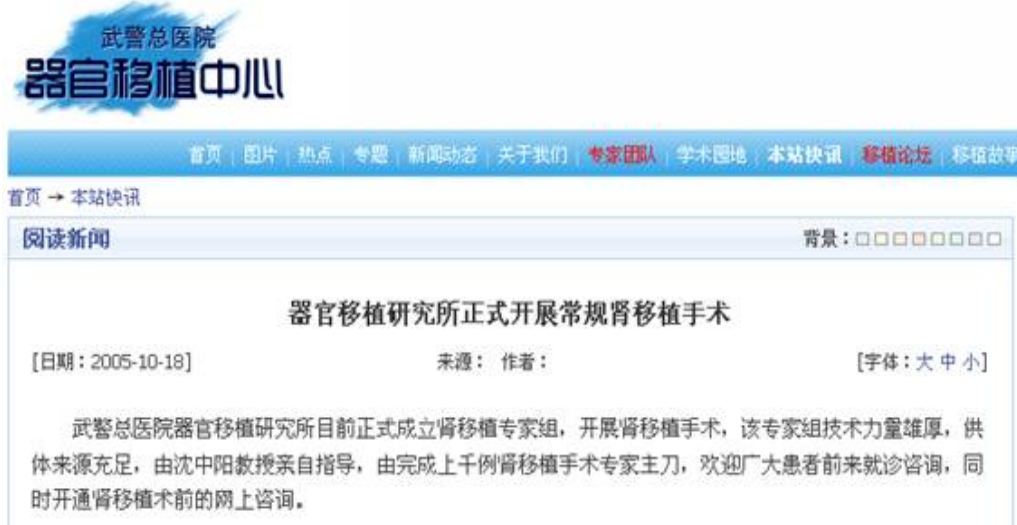 武警总医院
器官移植中心
首页 | 图片 | 热点 | 专题 | 新闻动态 | 关于我们 | 专家团队 | 学术园地 | 本站快讯 | 移植论坛 | 移植故事
首页 → 本站快讯
阅读新闻 背景：
器官移植研究所正式开展常规肾移植手术
[日期：2005-10-18] 来源： 作者： [字体：大 中 小]
武警总医院器官移植研究所目前正式成立肾移植专家组，开展肾移植手术，该专家组技术力量雄厚，供
体来源充足，由沈中阳教授亲自指导，由完成上千例肾移植手术专家主刀，欢迎广大患者前来就诊咨询，同
时开通肾移植术前的网上咨询。